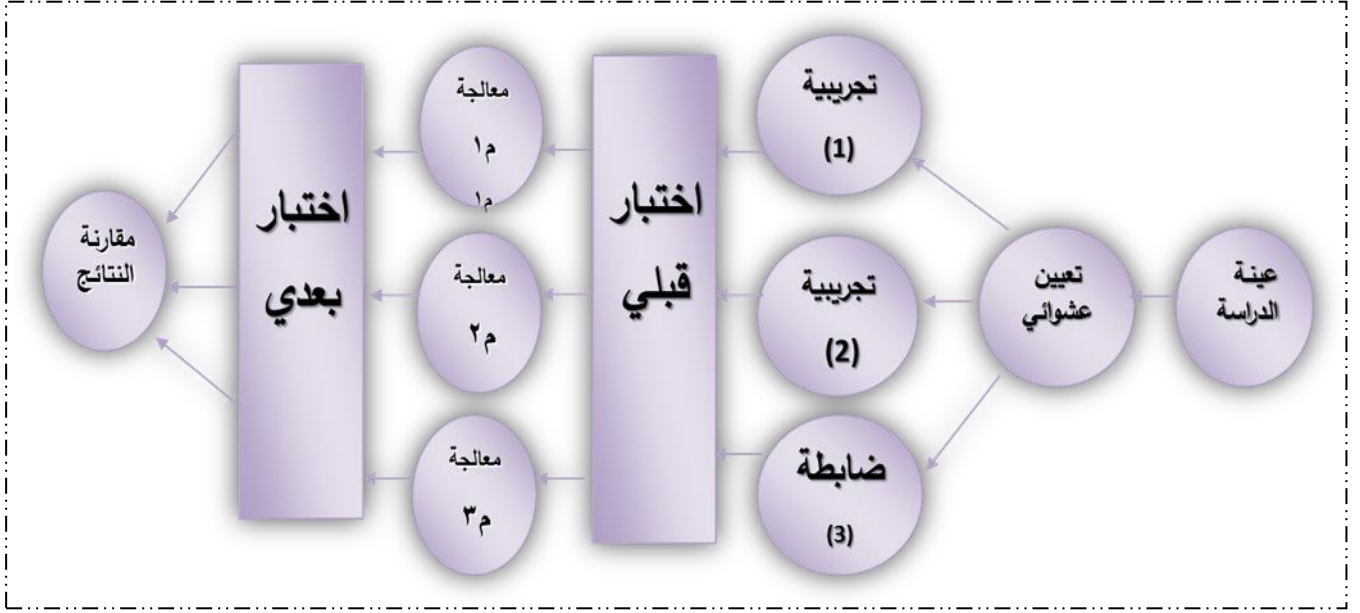 عينة
الدراسة
تعيين
عشوائي
تجريبية
(1)
تجريبية
(2)
ضابطة
(3)
اختبار
قبلي
معالجة
م١
م١
معالجة
م٢
معالجة
م٣
اختبار
بعدي
مقارنة
النتائج